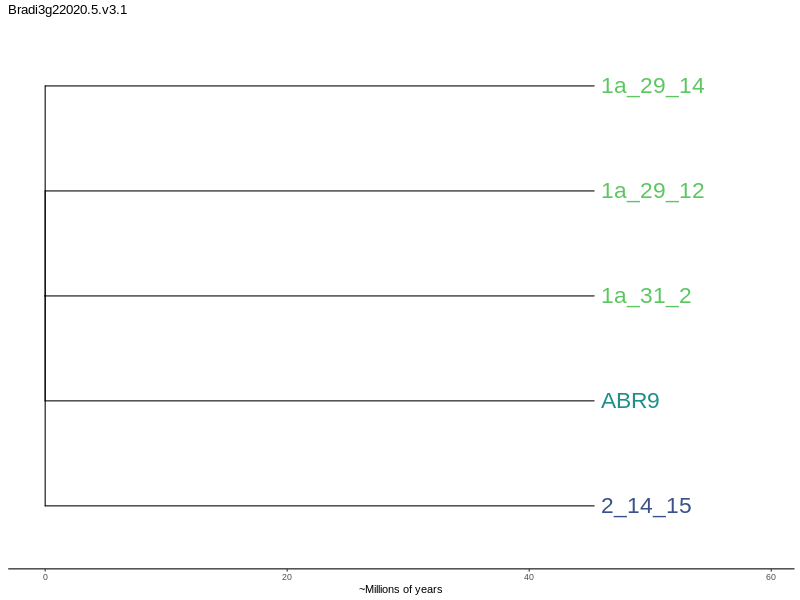 Bradi3g22020.5.v3.1
1a_29_14
1a_29_12
1a_31_2
ABR9
2_14_15
0 20 40 60
~Millions of years